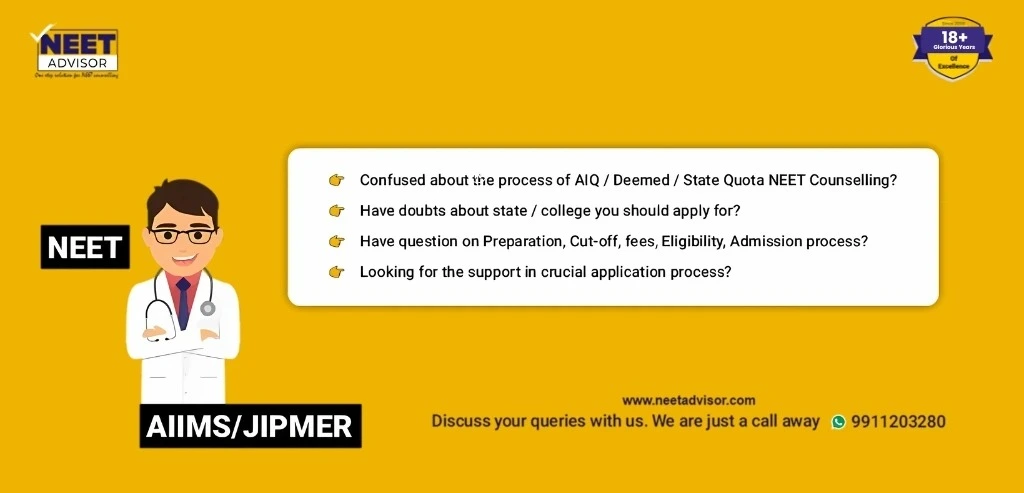 NEET
ADVISOR
One stop solution for NEET counselling
Since 2005
18+
Glorious Years
Of
Excellence
Confused about the process of AIQ / Deemed / State Quota NEET Counselling?
Have doubts about state / college you should apply for?
Have question on Preparation, Cut-off, fees, Eligibility, Admission process?
Looking for the support in crucial application process?
NEET
AIIMS/JIPMER
www.neetadvisor.com
Discuss your queries with us. We are just a call away 9911203280